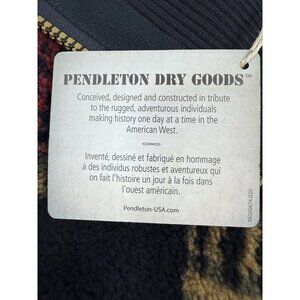 PENDLETON DRY GOODS™
Conceived, designed and constructed in tribute
to the rugged, adventurous individuals
making history one day at a time in the
American West.
Inventé, dessiné et fabriqué en hommage
à des individus robustes et aventureux qui
on fait l'histoire un jour à la fois dans
l'ouest américain.
Pendleton-USA.com